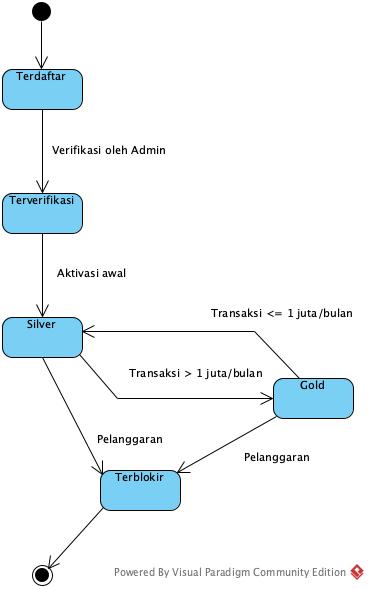 Terdaftar
Verifikasi oleh Admin
Terverifikasi
Aktivasi awal
Transaksi <= 1 juta/bulan
Silver
Transaksi > 1 juta/bulan
Gold
Pelanggaran
Pelanggaran
Terblokir
Powered By Visual Paradigm Community Edition